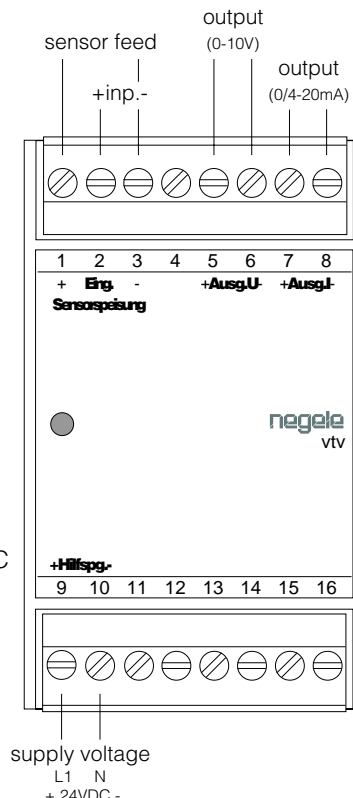 output
sensor feed (0-10V)
output
+inp.- (0/4-20mA)
1 2 3 4 5 6 7 8
+ Eing. - +Ausg.U- +Ausg.I-
Sensorspeisung
negele
vtv
C
+Hilfspg.-
9 10 11 12 13 14 15 16
supply voltage
L1 N
+ 24VDC -